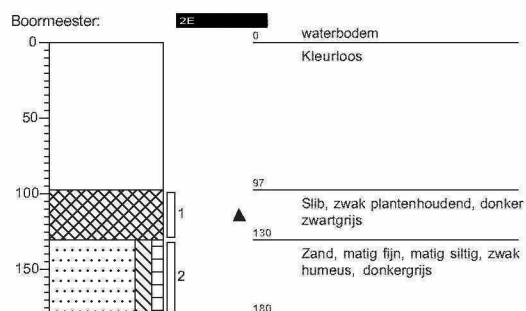 Boormeester: 2E
0
50
100
150
1
2
0 waterbodem
Kleurloos
97
Slib, zwak plantenhoudend, donker
zwartgrijs
130
Zand, matig fijn, matig siltig, zwak
humeus, donkergrijs
180